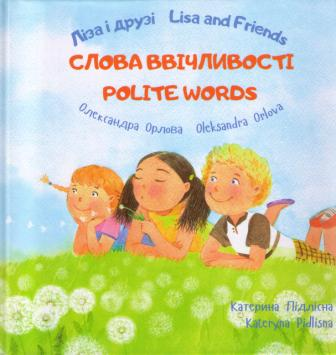 Ліза і друзі Lisa and Friends
СЛОВА ВВІЧЛИВОСТІ
POLITE WORDS
Олександра Орлова Oleksandra Orlova
Катерина Підлісна
Kateryna Pidlisna